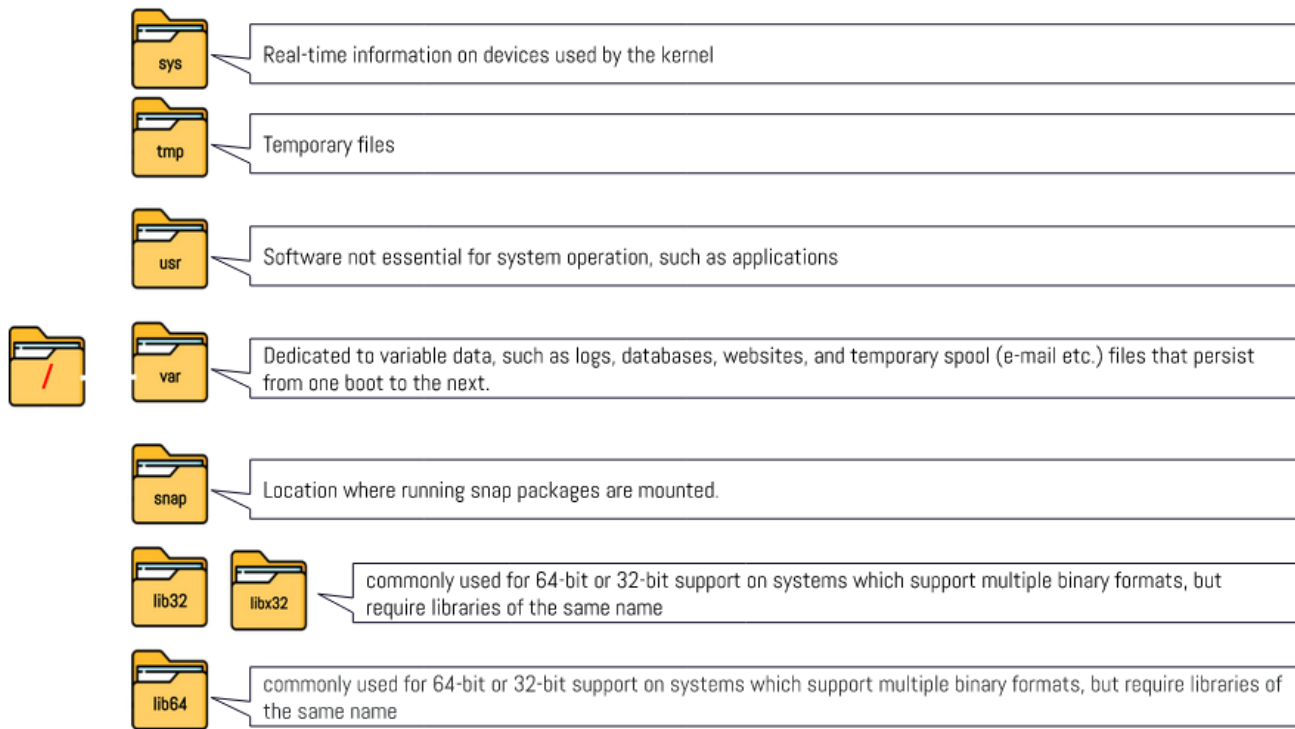 sys
Real-time information on devices used by the kernel
tmp
Temporary files
usr
Software not essential for system operation, such as applications
/
var
Dedicated to variable data, such as logs, databases, websites, and temporary spool (e-mail etc.) files that persist
from one boot to the next.
snap
Location where running snap packages are mounted.
lib32
libx32
commonly used for 64-bit or 32-bit support on systems which support multiple binary formats, but
require libraries of the same name
lib64
commonly used for 64-bit or 32-bit support on systems which support multiple binary formats, but require libraries of
the same name